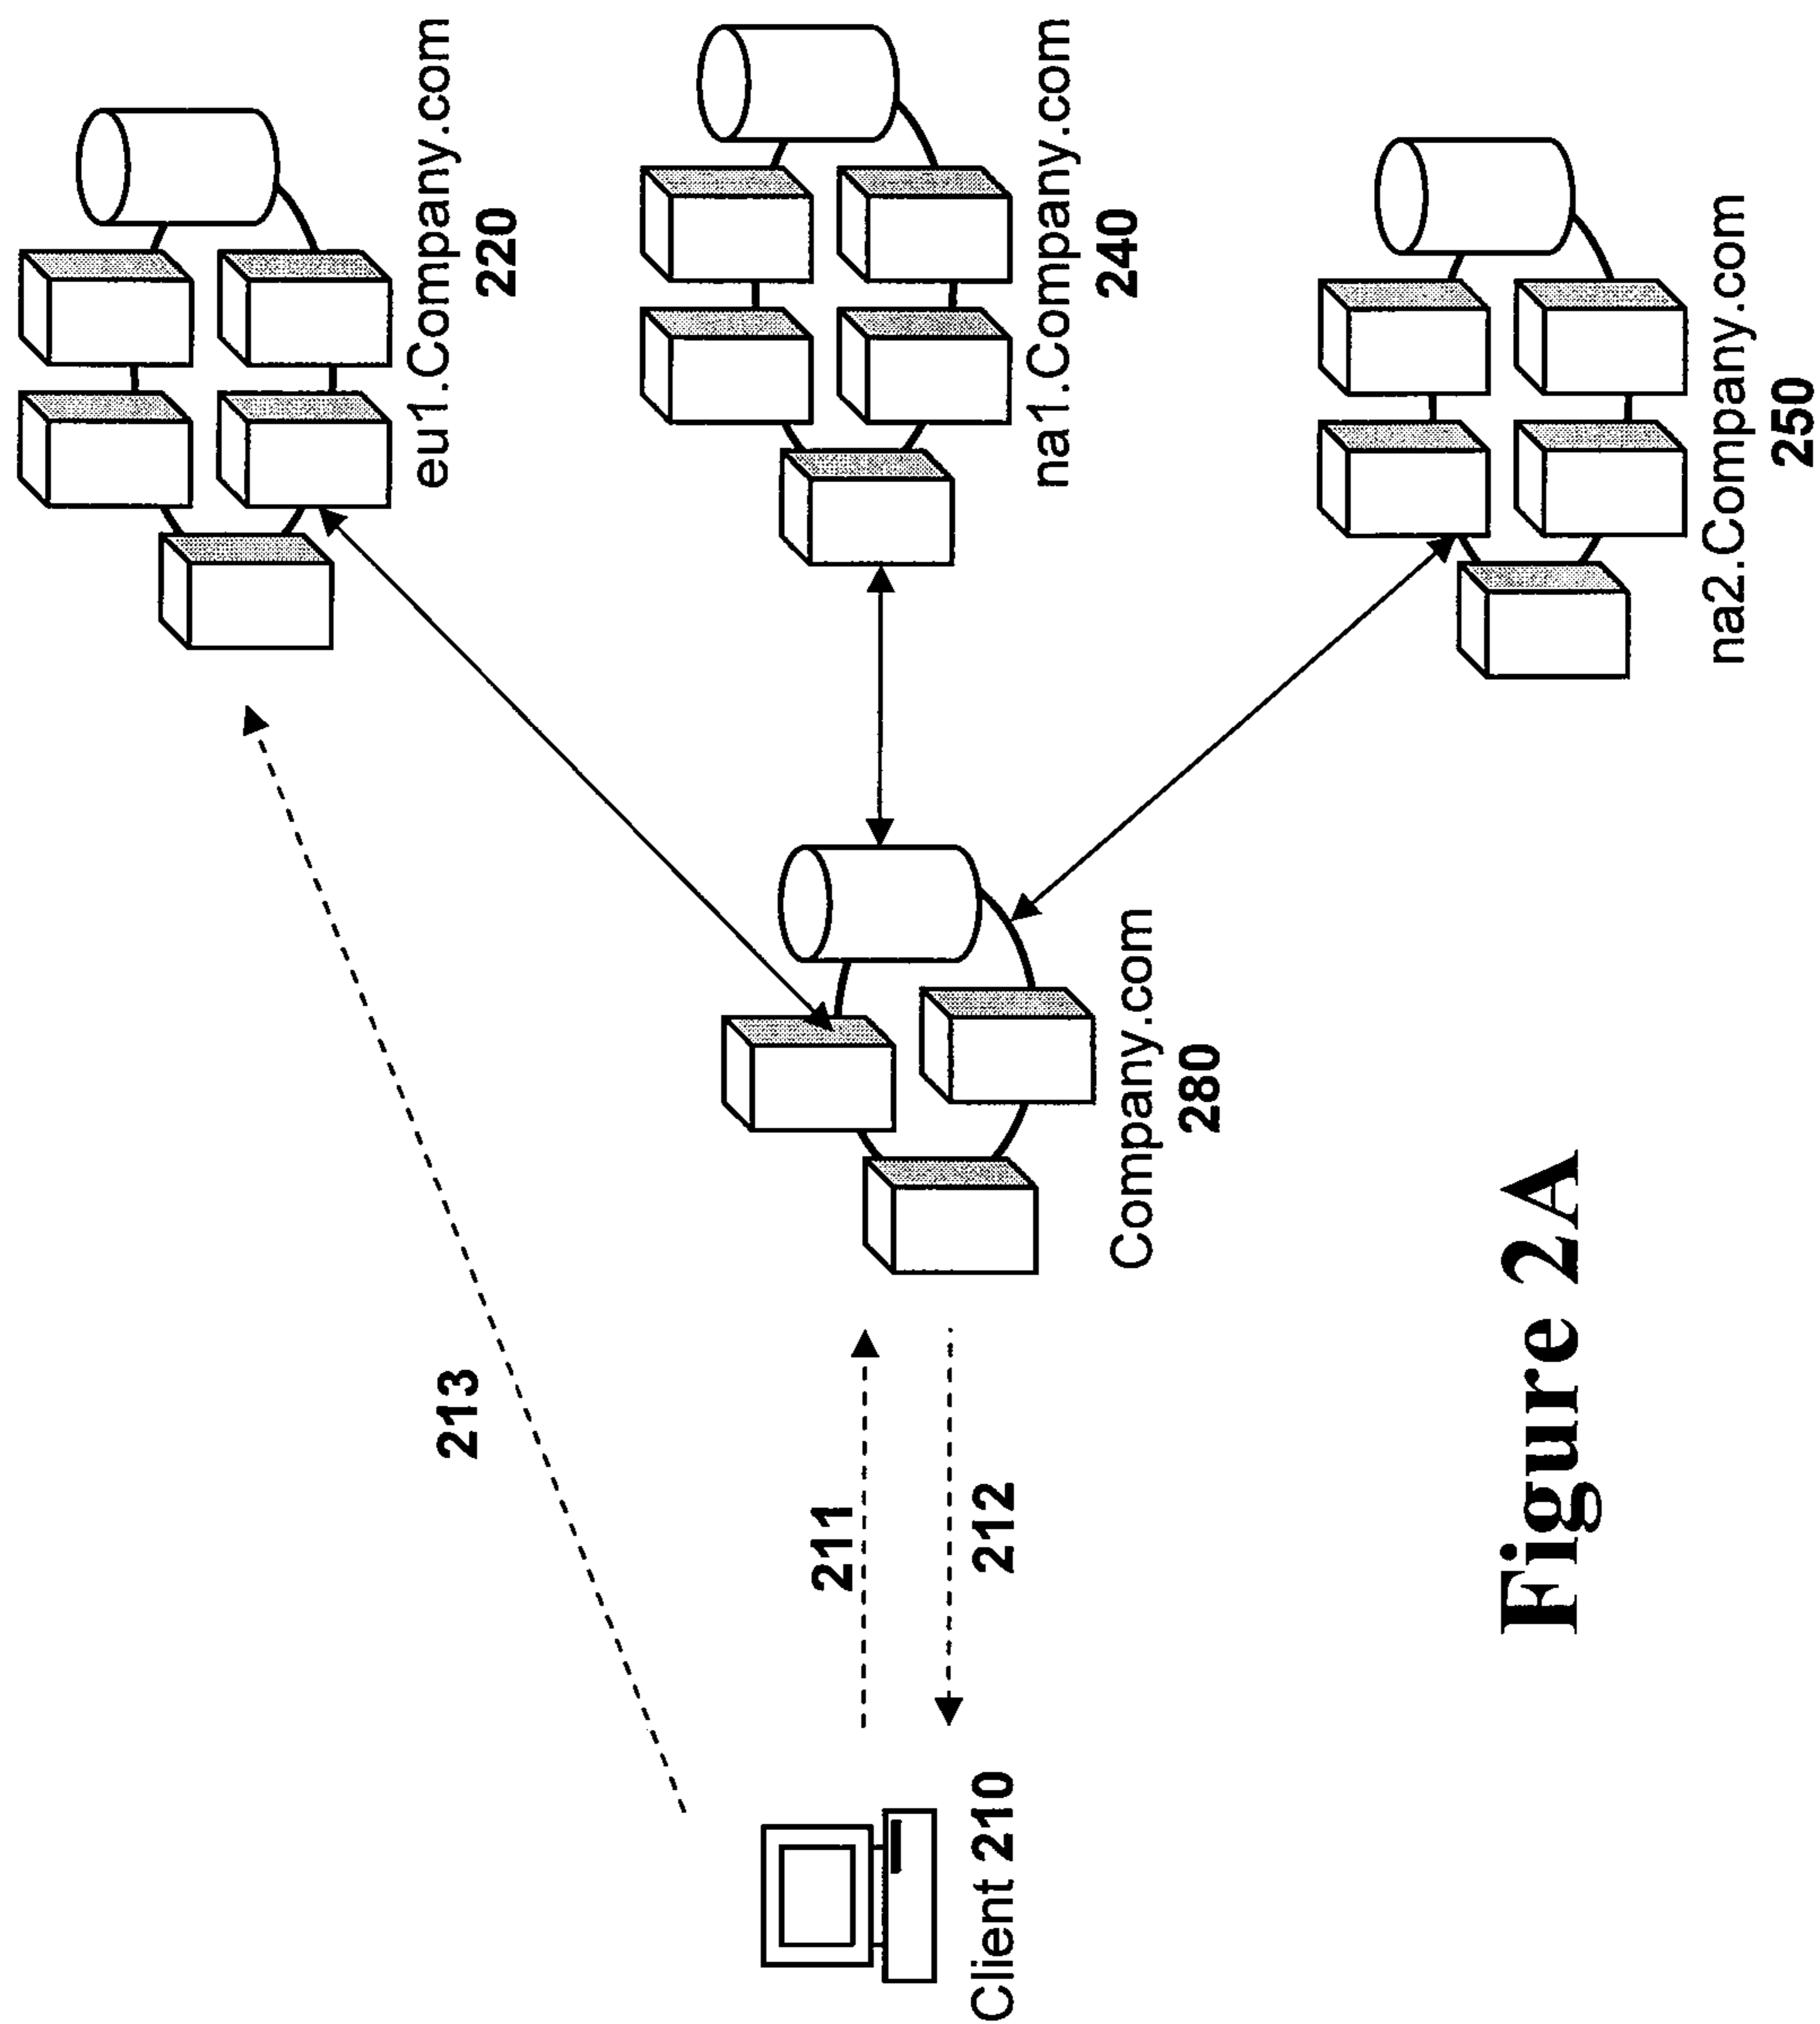 eu1.Company.com
220
213
na1.Company.com
240
211
212
Client 210
Company.com
280
na2.Company.com
250
Figure 2A